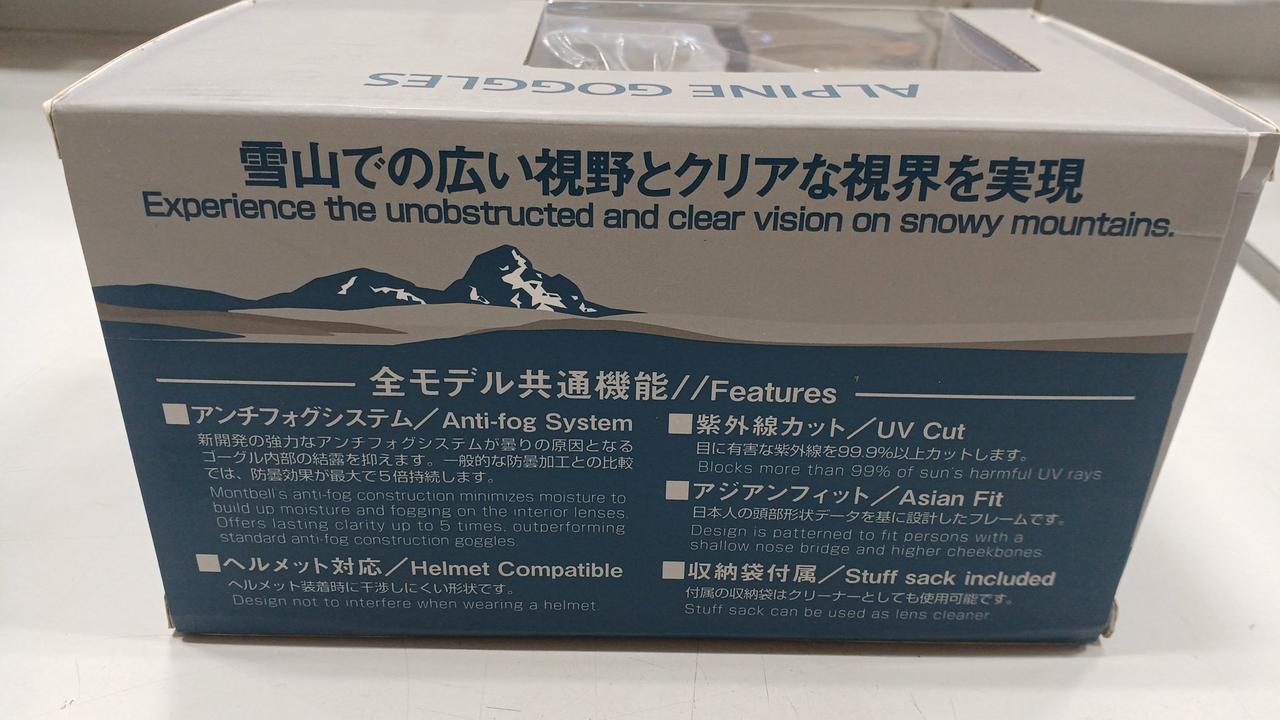 ALPINE GOGGLES
雪山での広い視野とクリアな視界を実現
Experience the unobstructed and clear vision on snowy mountains.
全モデル共通機能//Features
■アンチフォグシステム／Anti-fog System
新開発の強力なアンチフォグシステムが曇りの原因となる
ゴーグル内部の結露を抑えます。一般的な防曇加工との比較
では、防曇効果が最大で5倍持続します。
Montbell's anti-fog construction minimizes moisture to
build up moisture and fogging on the interior lenses.
Offers lasting clarity up to 5 times, outperforming
standard anti-fog construction goggles.
■ヘルメット対応／Helmet Compatible
ヘルメット装着時に干渉しにくい形状です。
Design not to interfere when wearing a helmet.
■紫外線カット／UV Cut
目に有害な紫外線を99.9%以上カットします。
Blocks more than 99% of sun's harmful UV rays.
■アジアンフィット／Asian Fit
日本人の頭部形状データを基に設計したフレームです。
Design is patterned to fit persons with a
shallow nose bridge and higher cheekbones.
■収納袋付属／Stuff sack included
付属の収納袋はクリーナーとしても使用可能です。
Stuff sack can be used as lens cleaner.